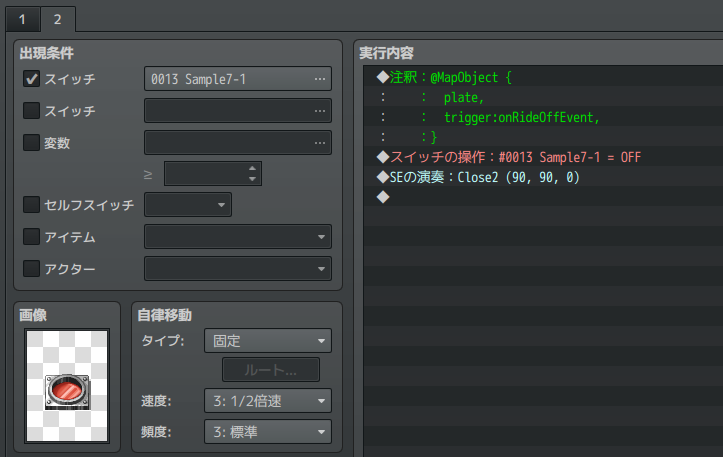 1 2
出現条件
スイッチ 0013 Sample7-1 ...
スイッチ ...
変数 ...
≥
セルフスイッチ
アイテム
アクター
画像
自律移動
タイプ: 固定
ルート...
速度: 3: 1/2倍速
頻度: 3: 標準
実行内容
◆注釈：@MapObject {
：　：　plate,
：　：　trigger:onRideOffEvent,
：　：}
◆スイッチの操作：#0013 Sample7-1 = OFF
◆SEの演奏：Close2 (90, 90, 0)
◆